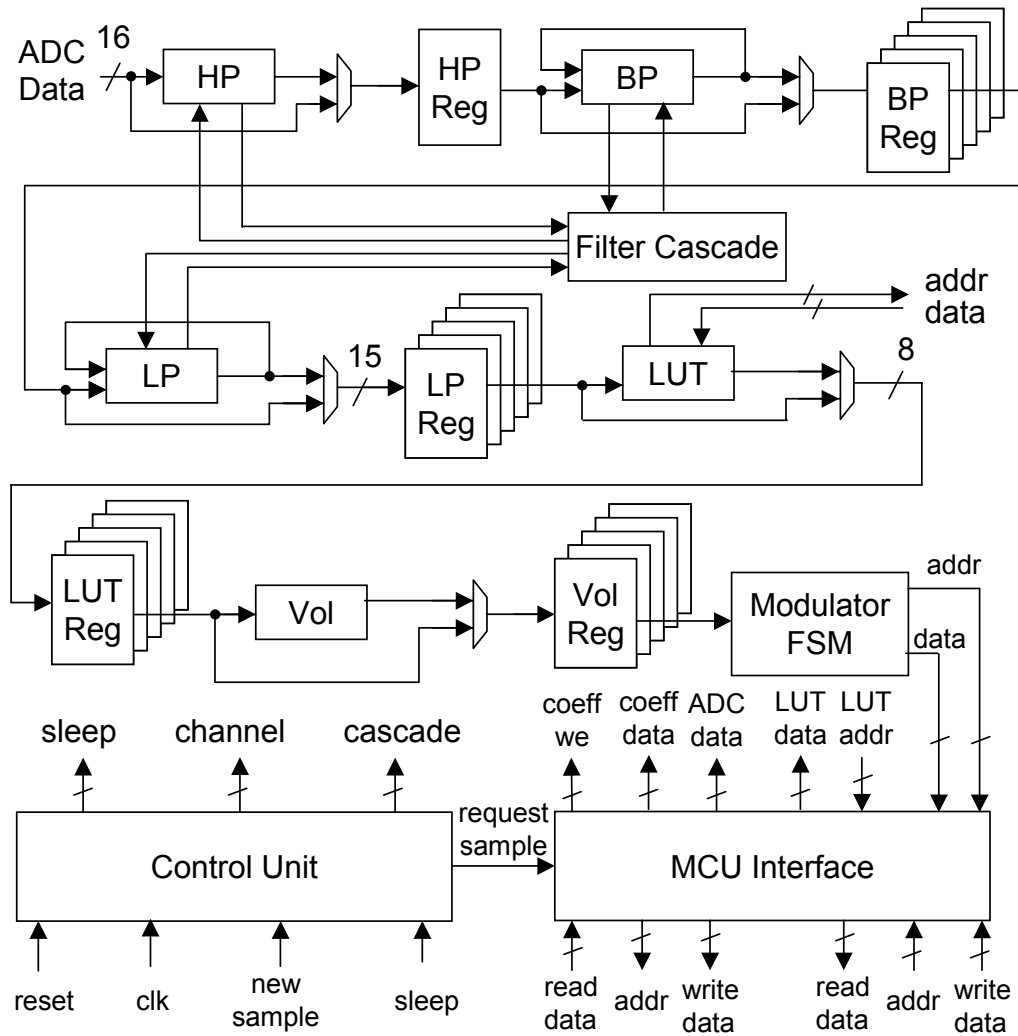 16
ADC
Data
HP
HP
Reg
BP
BP
Reg
Filter Cascade
addr
data
LP
15
LP
Reg
LUT
8
LUT
Reg
Vol
Vol
Reg
Modulator
FSM
addr
data
sleep
channel
cascade
coeff
we
coeff
data
ADC
data
LUT
data
LUT
addr
request
sample
Control Unit
MCU Interface
reset
clk
new
sample
sleep
read
data
addr
write
data
read
data
addr
write
data